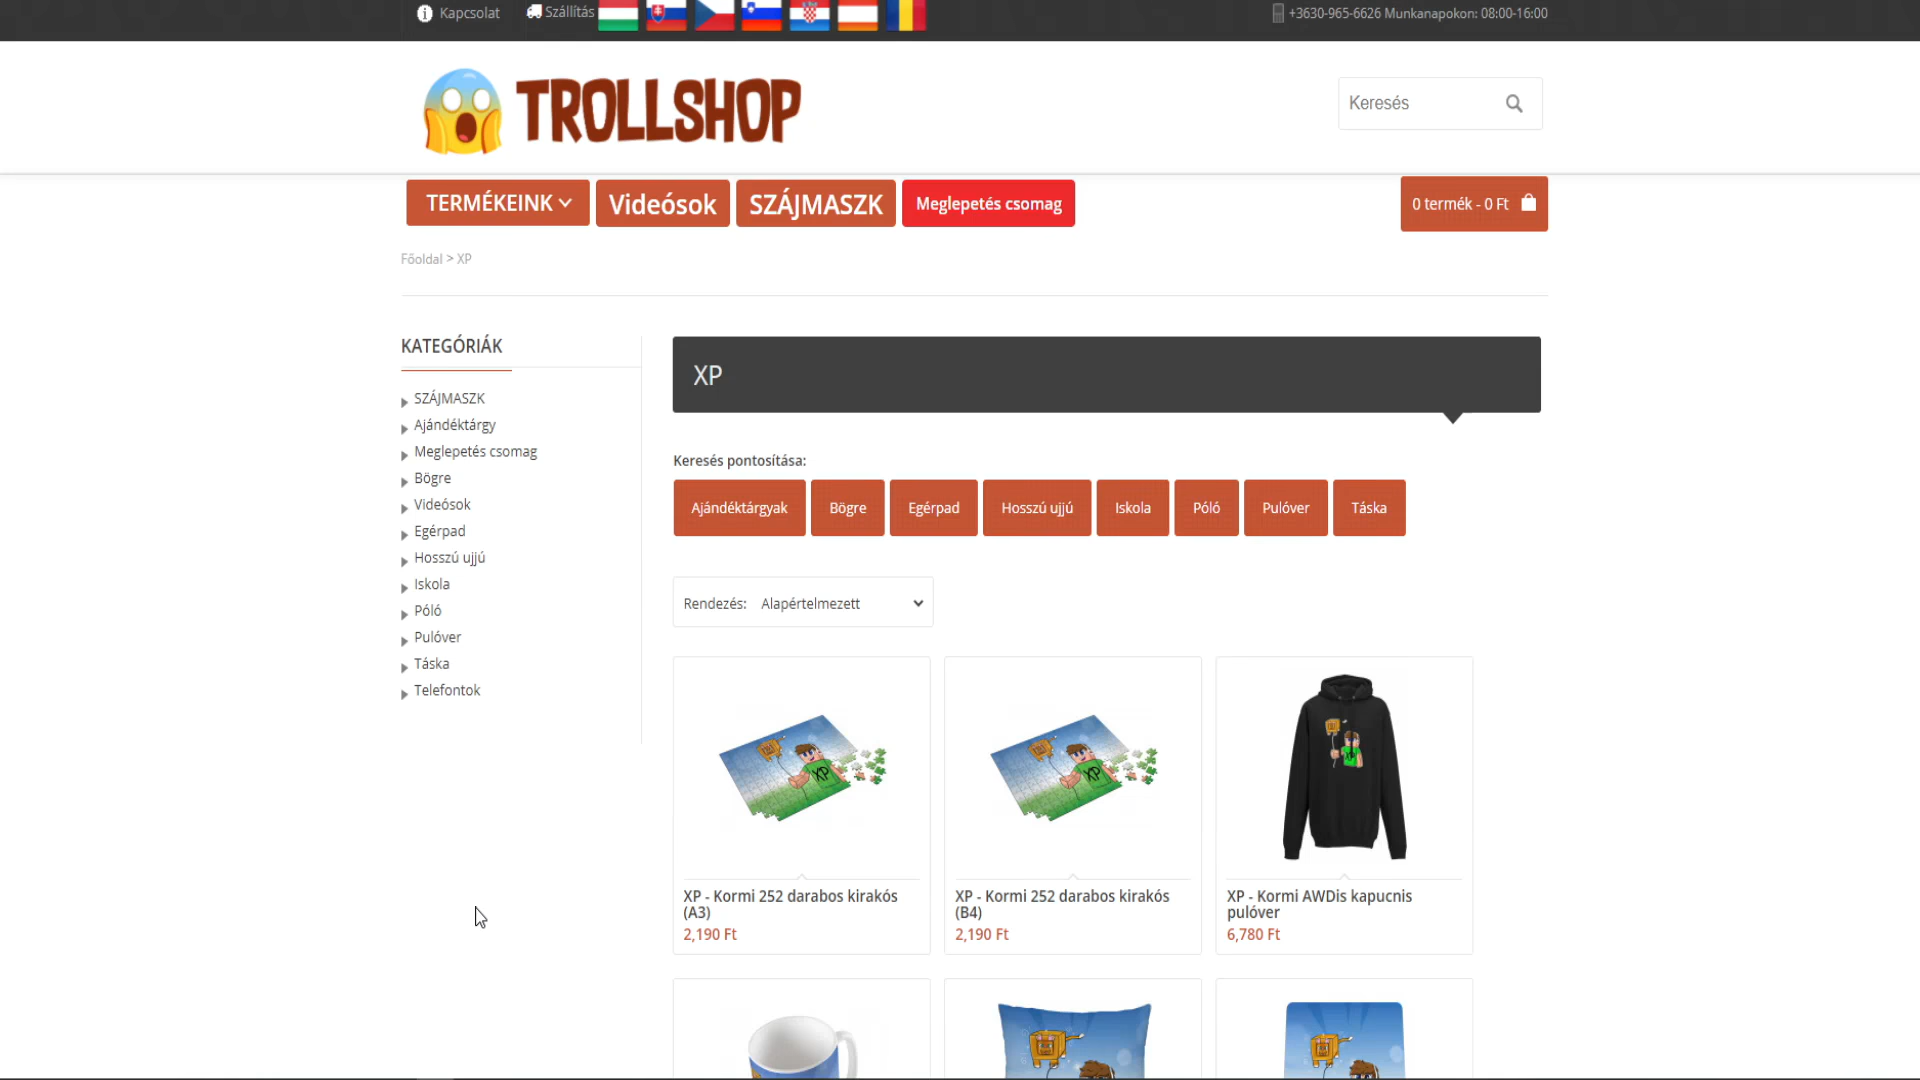 Kapcsolat
Szállítás
+3630-965-6626 Munkanapokon: 08:00-16:00
TROLLSHOP
Keresés
TERMÉKEINK
Videósok
SZÁJMASZK
Meglepetés csomag
0 termék - 0 Ft
Főoldal > XP
KATEGÓRIÁK
SZÁJMASZK
Ajándéktárgy
Meglepetés csomag
Bögre
Videósok
Egérpad
Hosszú ujjú
Iskola
Póló
Pulóver
Táska
Telefontok
XP
Keresés pontosítása:
Ajándéktárgyak
Bögre
Egérpad
Hosszú ujjú
Iskola
Póló
Pulóver
Táska
Rendezés: Alapértelmezett
XP
XP
XP - Kormi 252 darabos kirakós
(A3)
2,190 Ft
XP - Kormi 252 darabos kirakós
(B4)
2,190 Ft
XP - Kormi AWDis kapucnis
pulóver
6,780 Ft